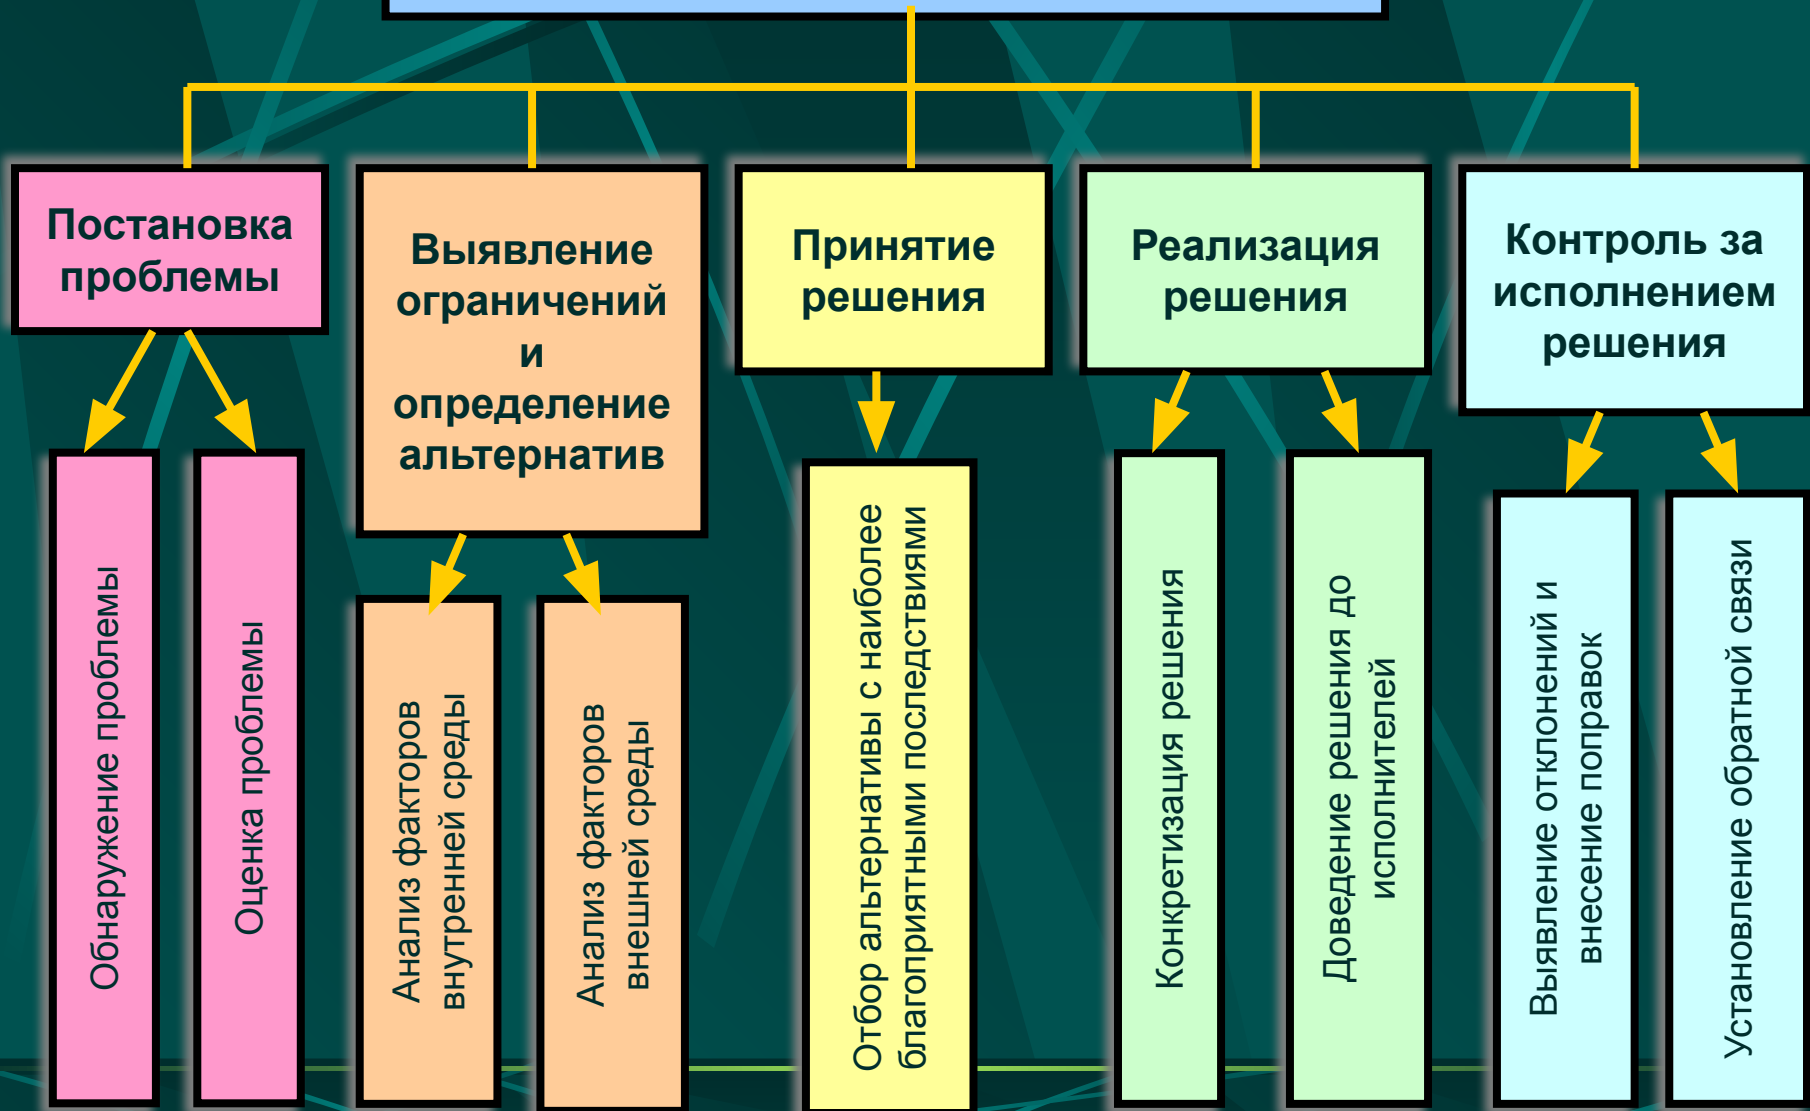 Постановка
проблемы
Выявление
ограничений
и
определение
альтернатив
Принятие
решения
Реализация
решения
Контроль за
исполнением
решения
Обнаружение проблемы
Оценка проблемы
Анализ факторов
внутренней среды
Анализ факторов
внешней среды
Отбор альтернативы с наиболее
благоприятными последствиями
Конкретизация решения
Доведение решения до
исполнителей
Выявление отклонений и
внесение поправок
Установление обратной связи